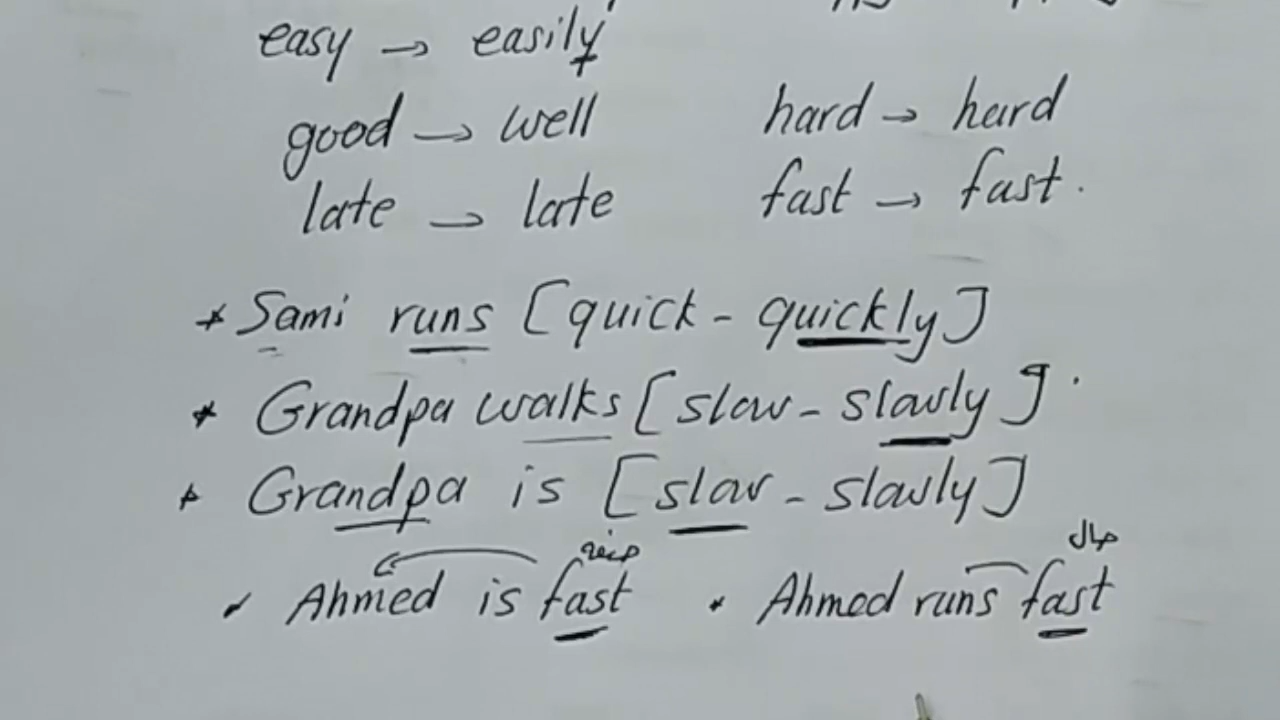 easy → easily
good → well hard → hard
late → late fast → fast.
* Sami runs [quick - quickly]
* Grandpa walks [slow - slowly].
* Grandpa is [slow - slowly]
صفة حال
Ahmed is fast • Ahmed runs fast